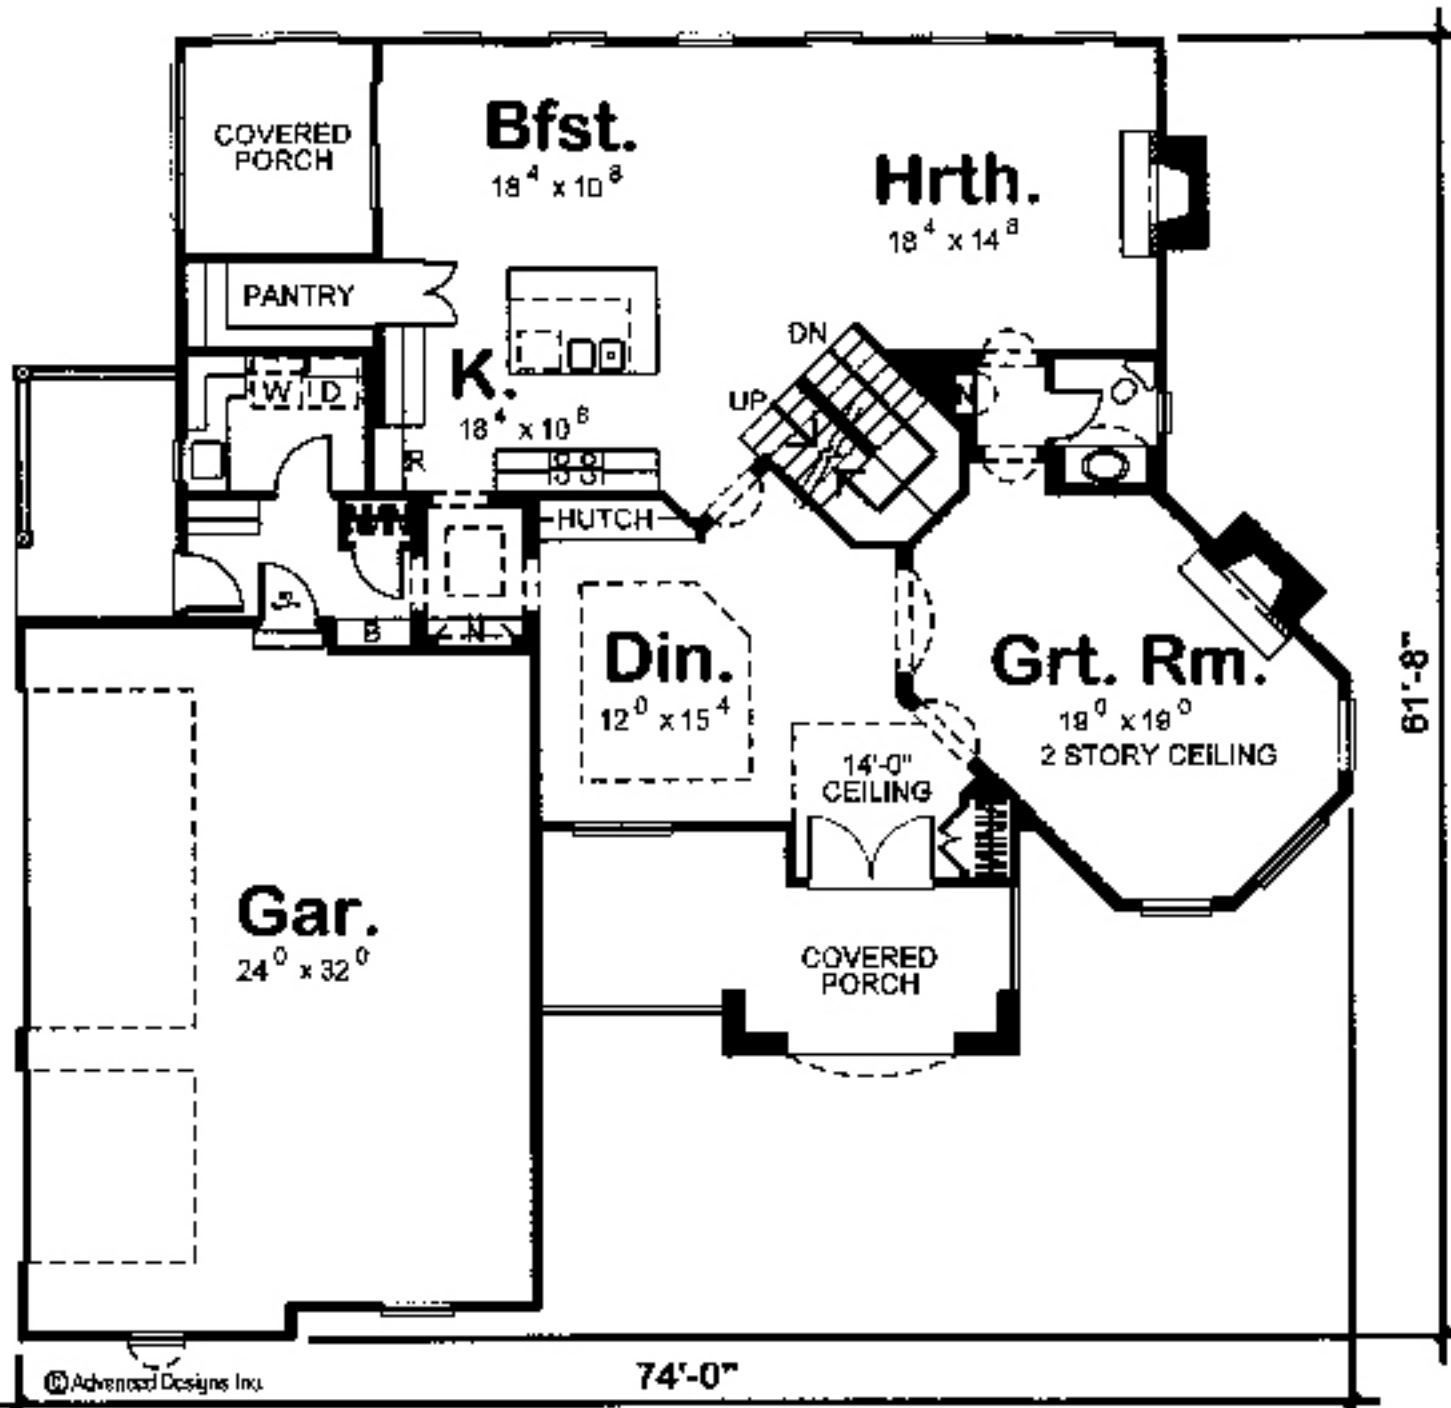 COVERED
PORCH
Bfst.
18⁴ x 10⁸
Hrth.
18⁴ x 14⁸
PANTRY
DN
K.
18⁴ x 10⁸
UP
W D
N
R
HUTCH
B
N
Din.
12⁰ x 15⁴
Grt. Rm.
19⁰ x 19⁰
2 STORY CEILING
14'-0"
CEILING
61'-8"
Gar.
24⁰ x 32⁰
COVERED
PORCH
74'-0"
© Advanced Designs Inc.